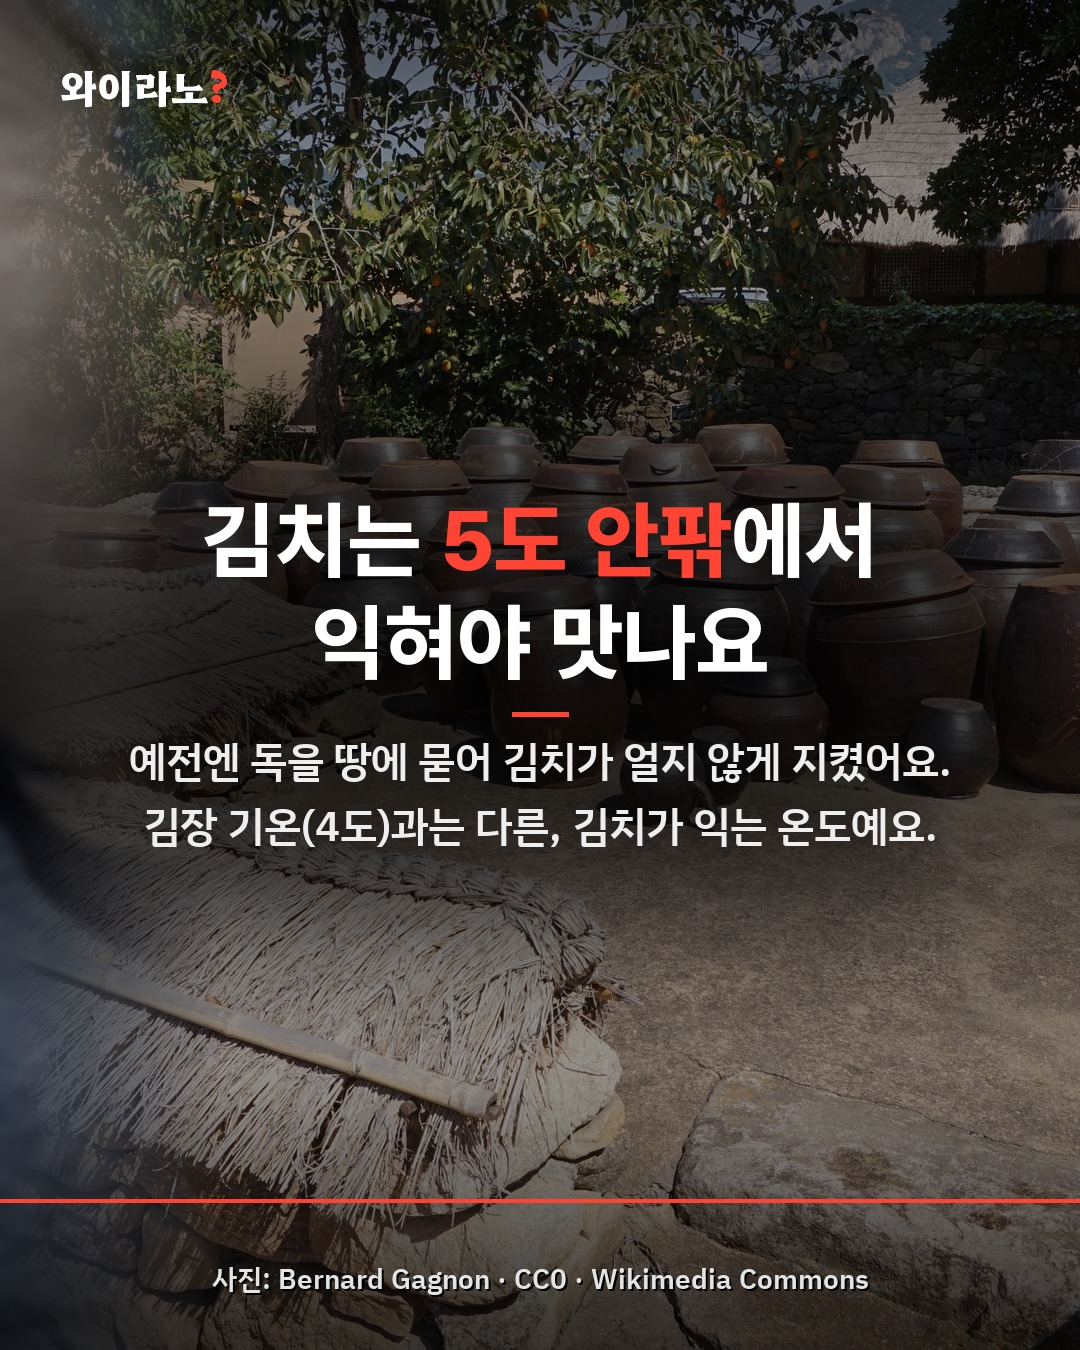 와이라노?
김치는 5도 안팎에서
익혀야 맛나요
예전엔 독을 땅에 묻어 김치가 얼지 않게 지켰어요.
김장 기온(4도)과는 다른, 김치가 익는 온도예요.
사진: Bernard Gagnon · CC0 · Wikimedia Commons